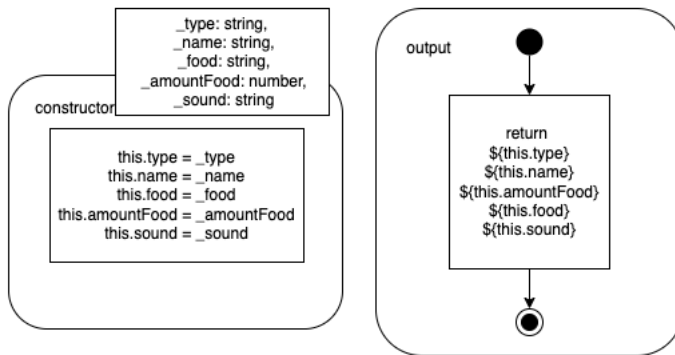 _type: string,
_name: string,
_food: string,
_amountFood: number,
_sound: string
constructor
this.type = _type
this.name = _name
this.food = _food
this.amountFood = _amountFood
this.sound = _sound
output
return
${this.type}
${this.name}
${this.amountFood}
${this.food}
${this.sound}